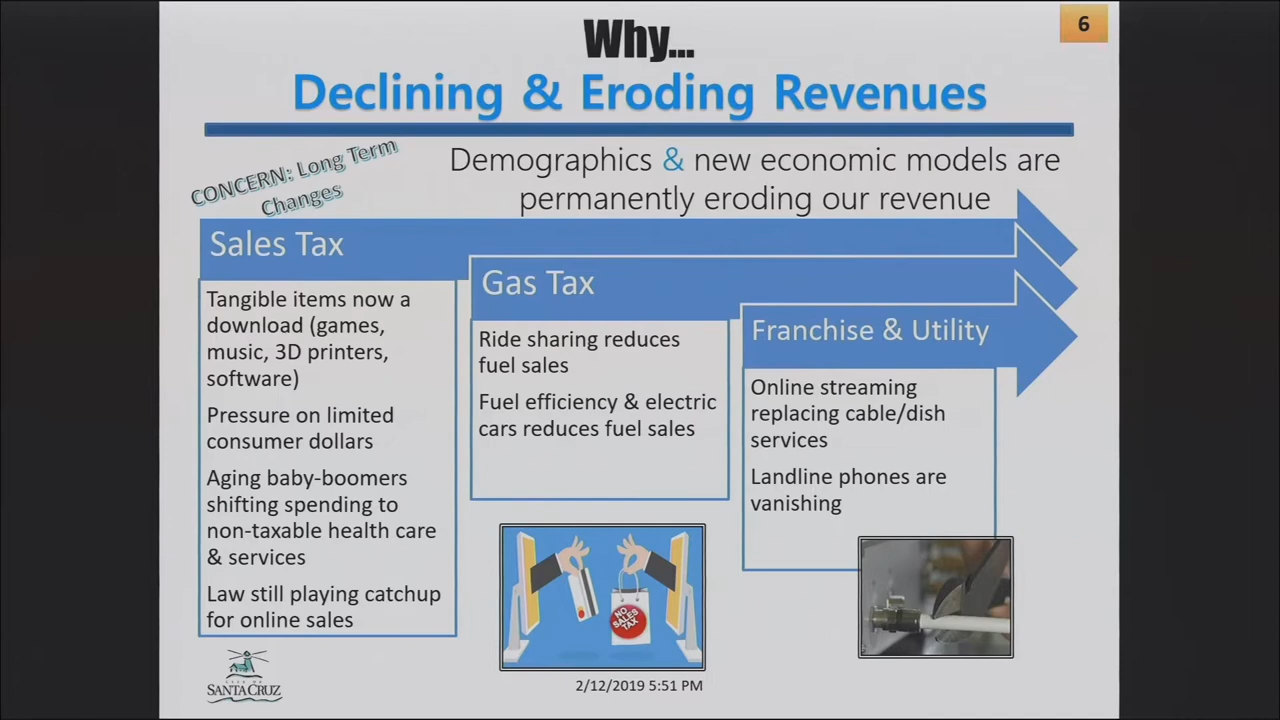 6
Why...
Declining & Eroding Revenues
CONCERN: Long Term
Changes
Demographics & new economic models are
permanently eroding our revenue
Sales Tax
Tangible items now a
download (games,
music, 3D printers,
software)
Pressure on limited
consumer dollars
Aging baby-boomers
shifting spending to
non-taxable health care
& services
Law still playing catchup
for online sales
Gas Tax
Ride sharing reduces
fuel sales
Fuel efficiency & electric
cars reduces fuel sales
Franchise & Utility
Online streaming
replacing cable/dish
services
Landline phones are
vanishing
NO
SALES
TAX
CITY OF
SANTA CRUZ
2/12/2019 5:51 PM